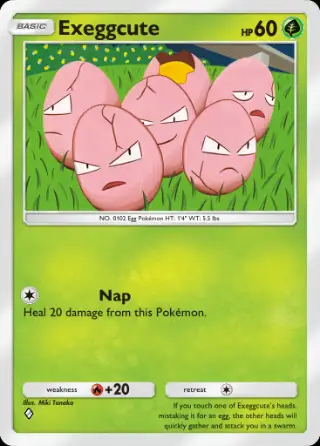 BASIC Exeggcute HP 60
NO. 0102 Egg Pokémon HT: 1'4" WT: 5.5 lbs
Nap
Heal 20 damage from this Pokémon.
weakness +20 retreat
Illus. Miki Tanaka
If you touch one of Exeggcute's heads,
mistaking it for an egg, the other heads will
quickly gather and attack you in a swarm.